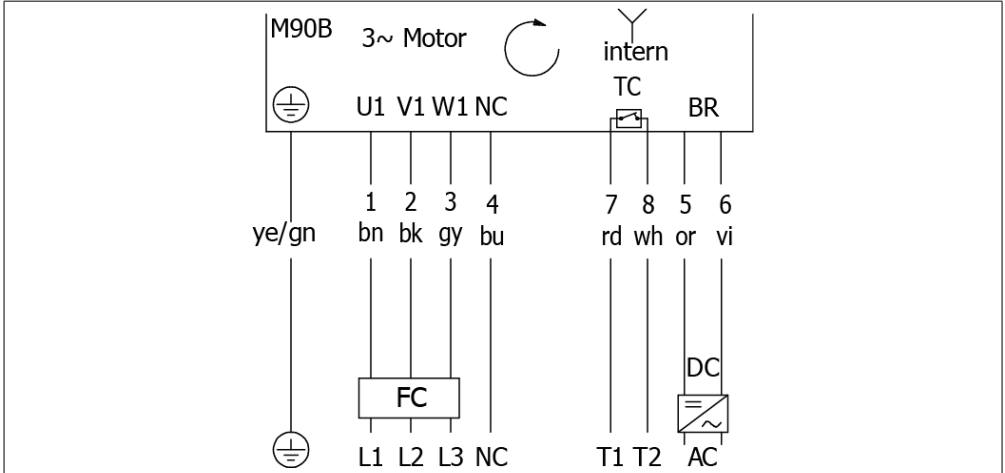 M90B
3~ Motor
intern
TC
U1 V1 W1 NC
BR
1 2 3 4 7 8 5 6
ye/gn bn bk gy bu rd wh or vi
DC
FC
= ~
L1 L2 L3 NC T1 T2 AC